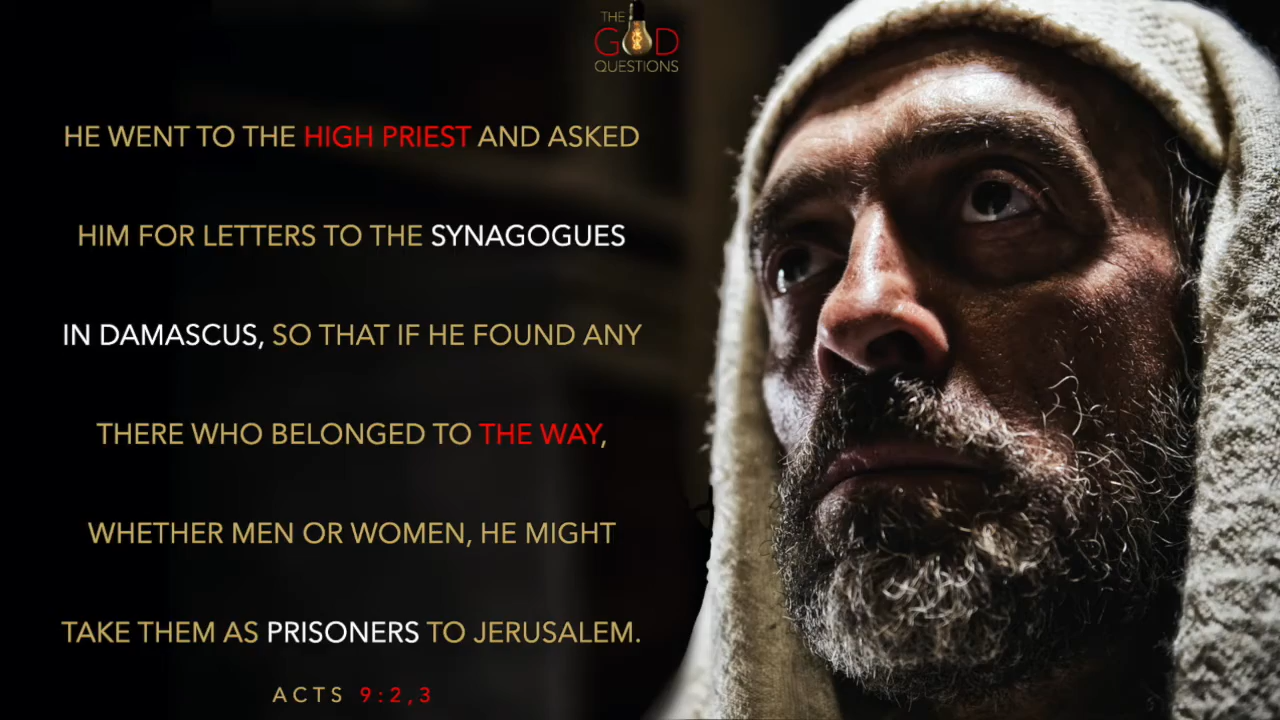 THE
GOD
QUESTIONS
HE WENT TO THE HIGH PRIEST AND ASKED
HIM FOR LETTERS TO THE SYNAGOGUES
IN DAMASCUS, SO THAT IF HE FOUND ANY
THERE WHO BELONGED TO THE WAY,
WHETHER MEN OR WOMEN, HE MIGHT
TAKE THEM AS PRISONERS TO JERUSALEM.
ACTS 9:2,3